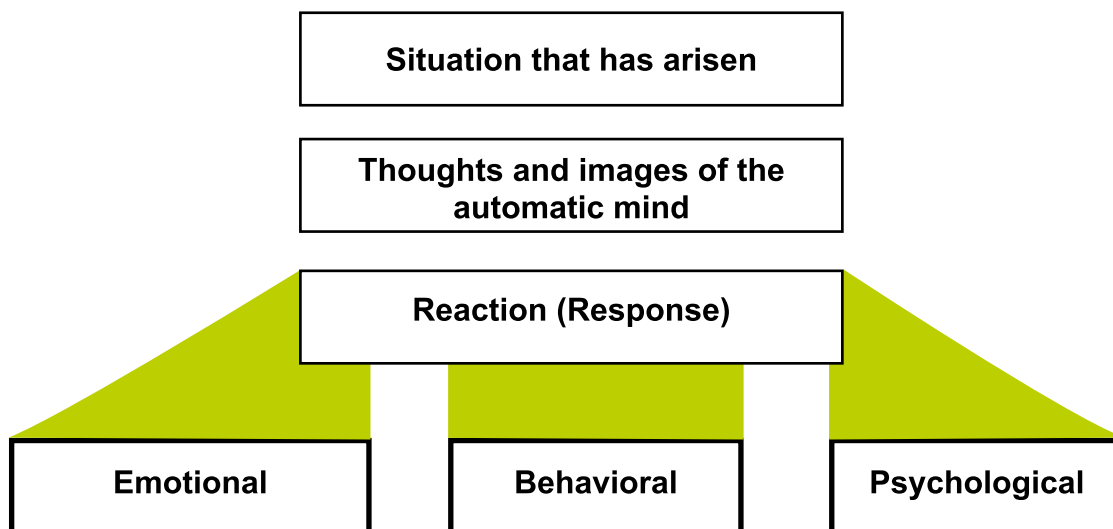 Situation that has arisen
Thoughts and images of the
automatic mind
Reaction (Response)
Emotional
Behavioral
Psychological